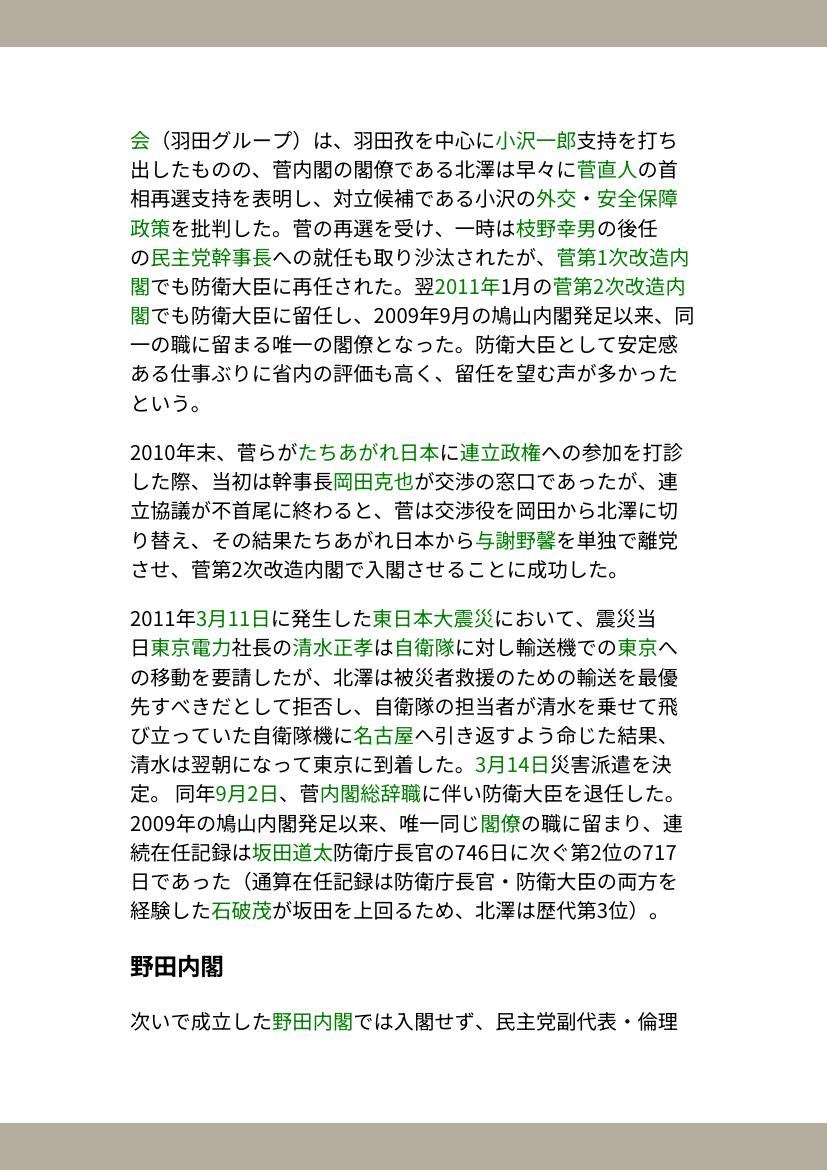 会（羽田グループ）は、羽田孜を中心に小沢一郎支持を打ち
出したものの、菅内閣の閣僚である北澤は早々に菅直人の首
相再選支持を表明し、対立候補である小沢の外交・安全保障
政策を批判した。菅の再選を受け、一時は枝野幸男の後任
の民主党幹事長への就任も取り沙汰されたが、菅第1次改造内
閣でも防衛大臣に再任された。翌2011年1月の菅第2次改造内
閣でも防衛大臣に留任し、2009年9月の鳩山内閣発足以来、同
一の職に留まる唯一の閣僚となった。防衛大臣として安定感
ある仕事ぶりに省内の評価も高く、留任を望む声が多かった
という。
2010年末、菅らがたちあがれ日本に連立政権への参加を打診
した際、当初は幹事長岡田克也が交渉の窓口であったが、連
立協議が不首尾に終わると、菅は交渉役を岡田から北澤に切
り替え、その結果たちあがれ日本から与謝野馨を単独で離党
させ、菅第2次改造内閣で入閣させることに成功した。
2011年3月11日に発生した東日本大震災において、震災当
日東京電力社長の清水正孝は自衛隊に対し輸送機での東京へ
の移動を要請したが、北澤は被災者救援のための輸送を最優
先すべきだとして拒否し、自衛隊の担当者が清水を乗せて飛
び立っていた自衛隊機に名古屋へ引き返すよう命じた結果、
清水は翌朝になって東京に到着した。3月14日災害派遣を決
定。 同年9月2日、菅内閣総辞職に伴い防衛大臣を退任した。
2009年の鳩山内閣発足以来、唯一同じ閣僚の職に留まり、連
続在任記録は坂田道太防衛庁長官の746日に次ぐ第2位の717
日であった（通算在任記録は防衛庁長官・防衛大臣の両方を
経験した石破茂が坂田を上回るため、北澤は歴代第3位）。
野田内閣
次いで成立した野田内閣では入閣せず、民主党副代表・倫理